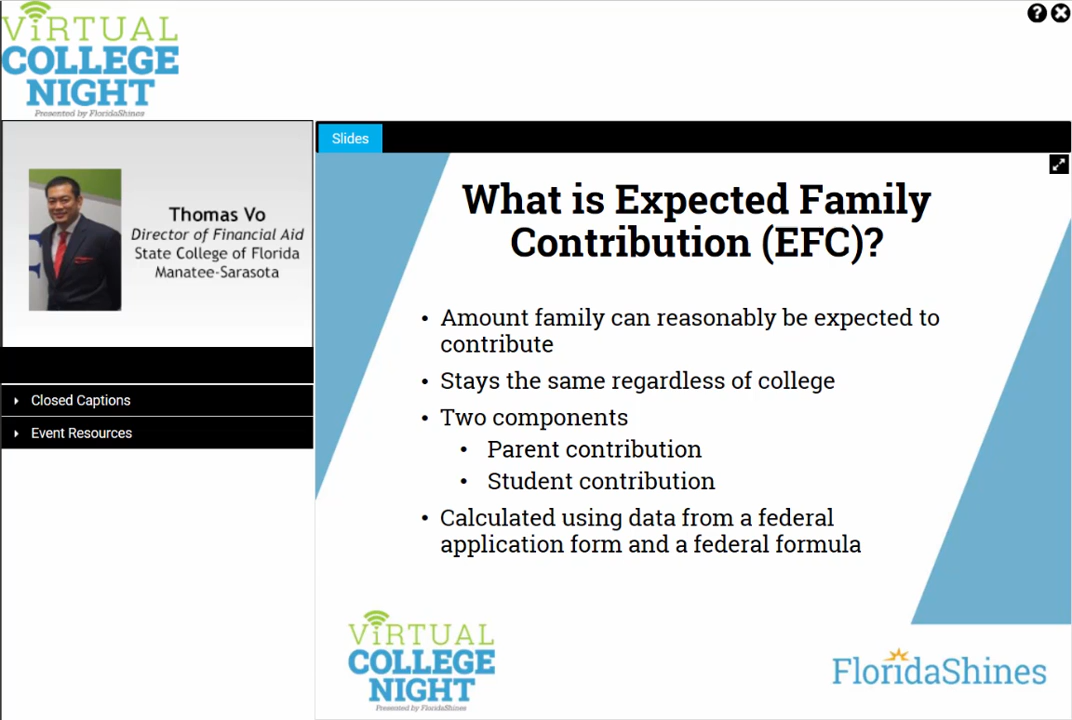 ViRTUAL
COLLEGE
NIGHT
Presented by FloridaShines
Thomas Vo
Director of Financial Aid
State College of Florida
Manatee-Sarasota
Closed Captions
Event Resources
Slides
What is Expected Family
Contribution (EFC)?
• Amount family can reasonably be expected to
contribute
• Stays the same regardless of college
• Two components
• Parent contribution
• Student contribution
• Calculated using data from a federal
application form and a federal formula
ViRTUAL
COLLEGE
NIGHT
Presented by FloridaShines
FloridaShines